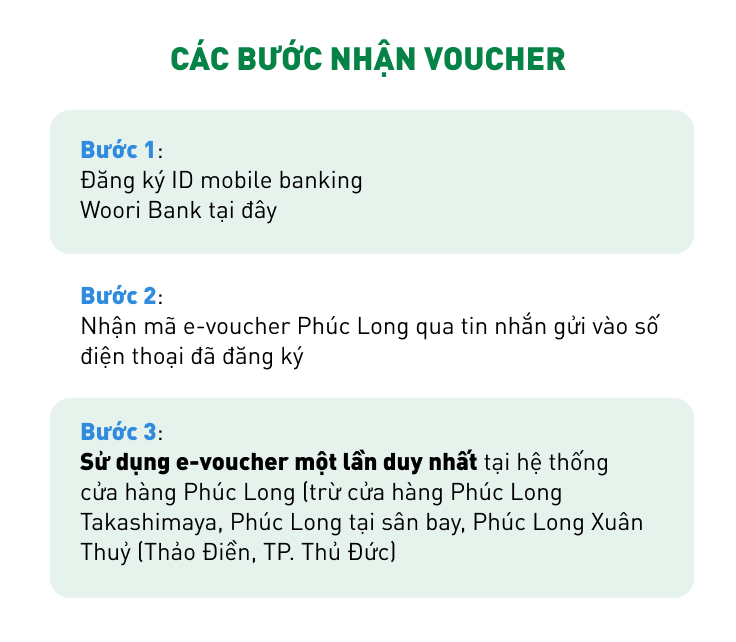 CÁC BƯỚC NHẬN VOUCHER
Bước 1:
Đăng ký ID mobile banking
Woori Bank tại đây
Bước 2:
Nhận mã e-voucher Phúc Long qua tin nhắn gửi vào số
điện thoại đã đăng ký
Bước 3:
Sử dụng e-voucher một lần duy nhất tại hệ thống
cửa hàng Phúc Long (trừ cửa hàng Phúc Long
Takashimaya, Phúc Long tại sân bay, Phúc Long Xuân
Thuỷ (Thảo Điền, TP. Thủ Đức)